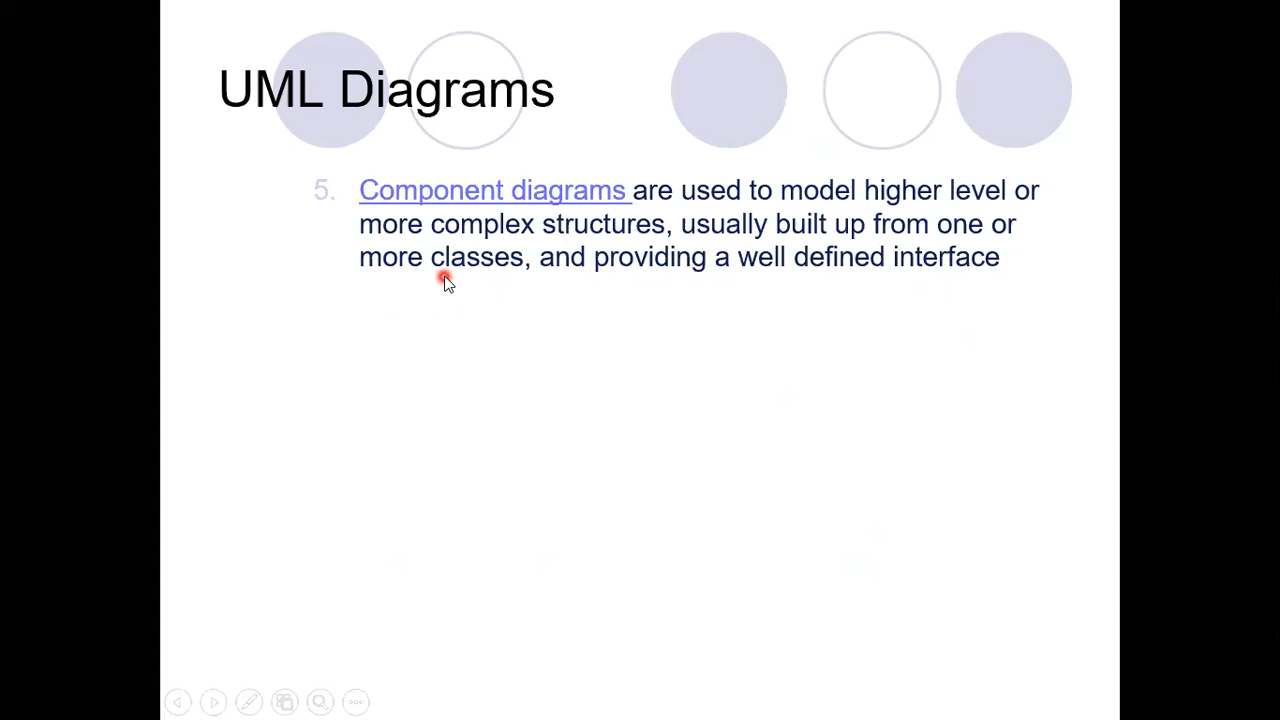 UML Diagrams
5. Component diagrams are used to model higher level or
more complex structures, usually built up from one or
more classes, and providing a well defined interface